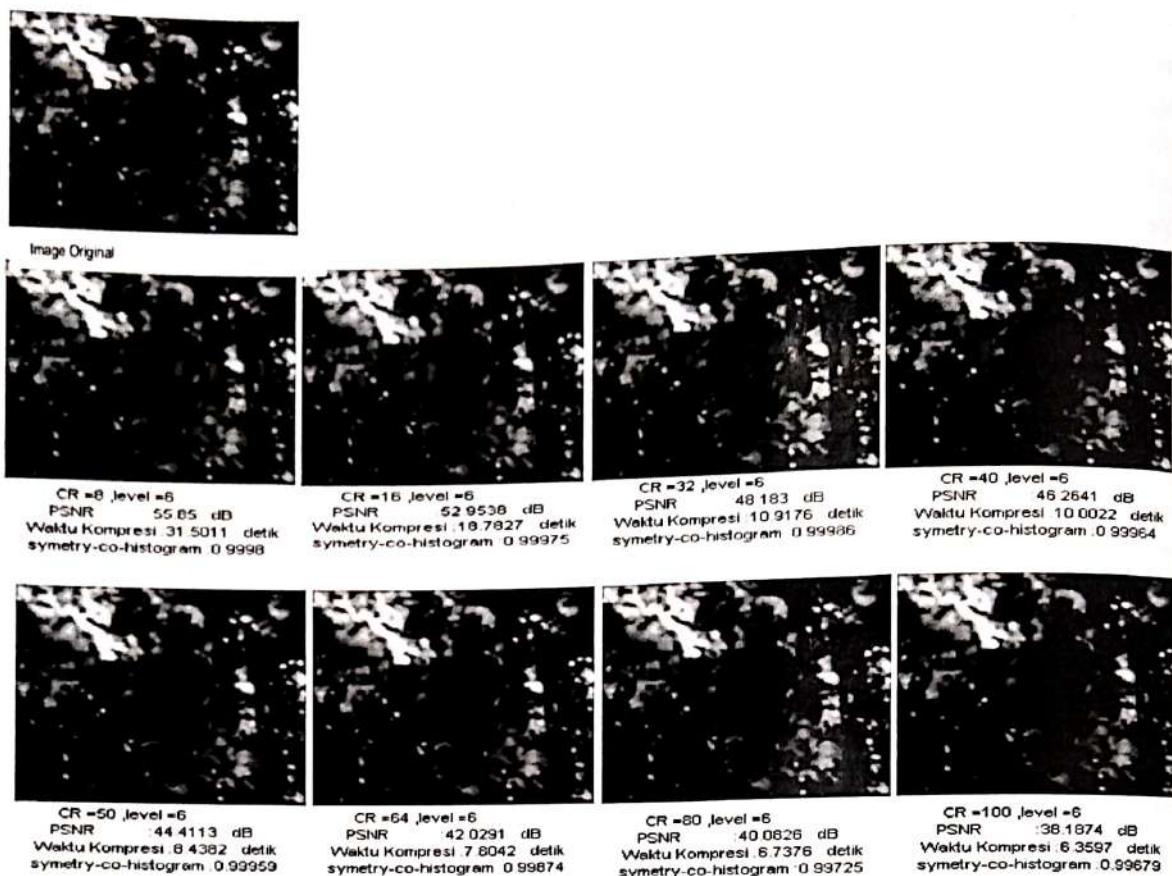 Image Original
CR =8 ,level =6
PSNR 55.85 dB
Waktu Kompresi :31.5011 detik
symetry-co-histogram :0.9998
CR =16 ,level =6
PSNR 52.9538 dB
Waktu Kompresi :18.7827 detik
symetry-co-histogram :0.99975
CR =32 ,level =6
PSNR 48.183 dB
Waktu Kompresi :10.9176 detik
symetry-co-histogram :0.99986
CR =40 ,level =6
PSNR :46.2641 dB
Waktu Kompresi :10.0022 detik
symetry-co-histogram :0.99964
CR =50 ,level =6
PSNR :44.4113 dB
Waktu Kompresi :8.4382 detik
symetry-co-histogram :0.99959
CR =64 ,level =6
PSNR :42.0291 dB
Waktu Kompresi :7.8042 detik
symetry-co-histogram :0.99874
CR =80 ,level =6
PSNR :40.0826 dB
Waktu Kompresi :6.7376 detik
symetry-co-histogram :0.99725
CR =100 ,level =6
PSNR :38.1874 dB
Waktu Kompresi :6.3597 detik
symetry-co-histogram :0.99679